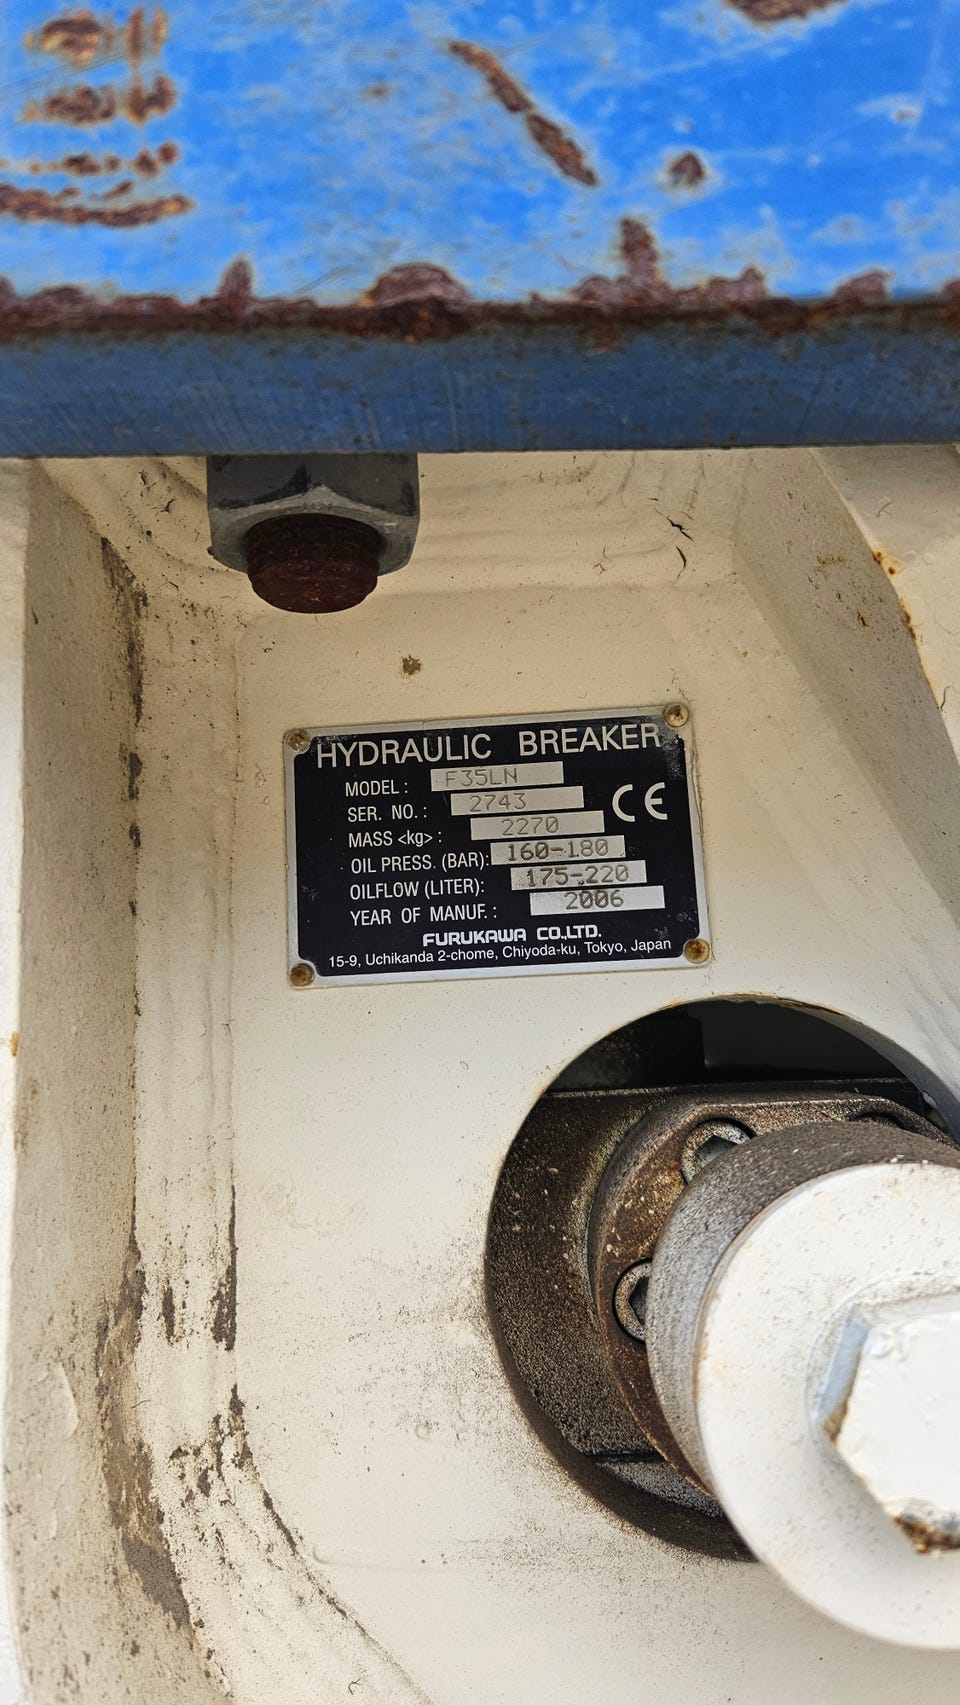 HYDRAULIC BREAKER
MODEL : F35LN
SER. NO. : 2743
CE
MASS <kg> : 2270
OIL PRESS. (BAR): 160-180
OILFLOW (LITER): 175-220
YEAR OF MANUF. : 2006
FURUKAWA CO.,LTD.
15-9, Uchikanda 2-chome, Chiyoda-ku, Tokyo, Japan